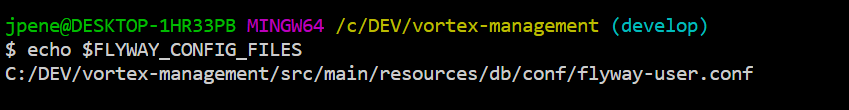 jpene@DESKTOP-1HR33PB MINGW64 /c/DEV/vortex-management (develop)
$ echo $FLYWAY_CONFIG_FILES
C:/DEV/vortex-management/src/main/resources/db/conf/flyway-user.conf